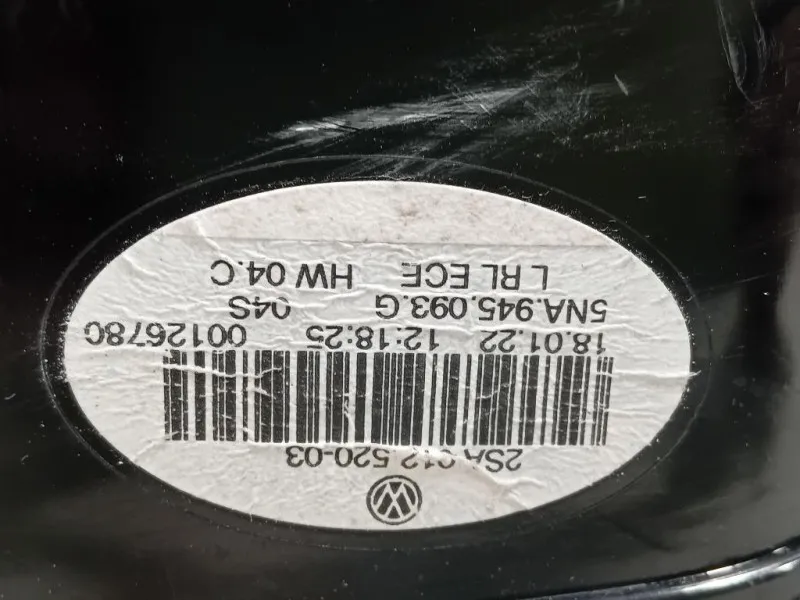 2SA 012 520-03
18.01.22 12:18:25 00126780
5NA.945.093.G 04S
L RL ECE HW 04.C